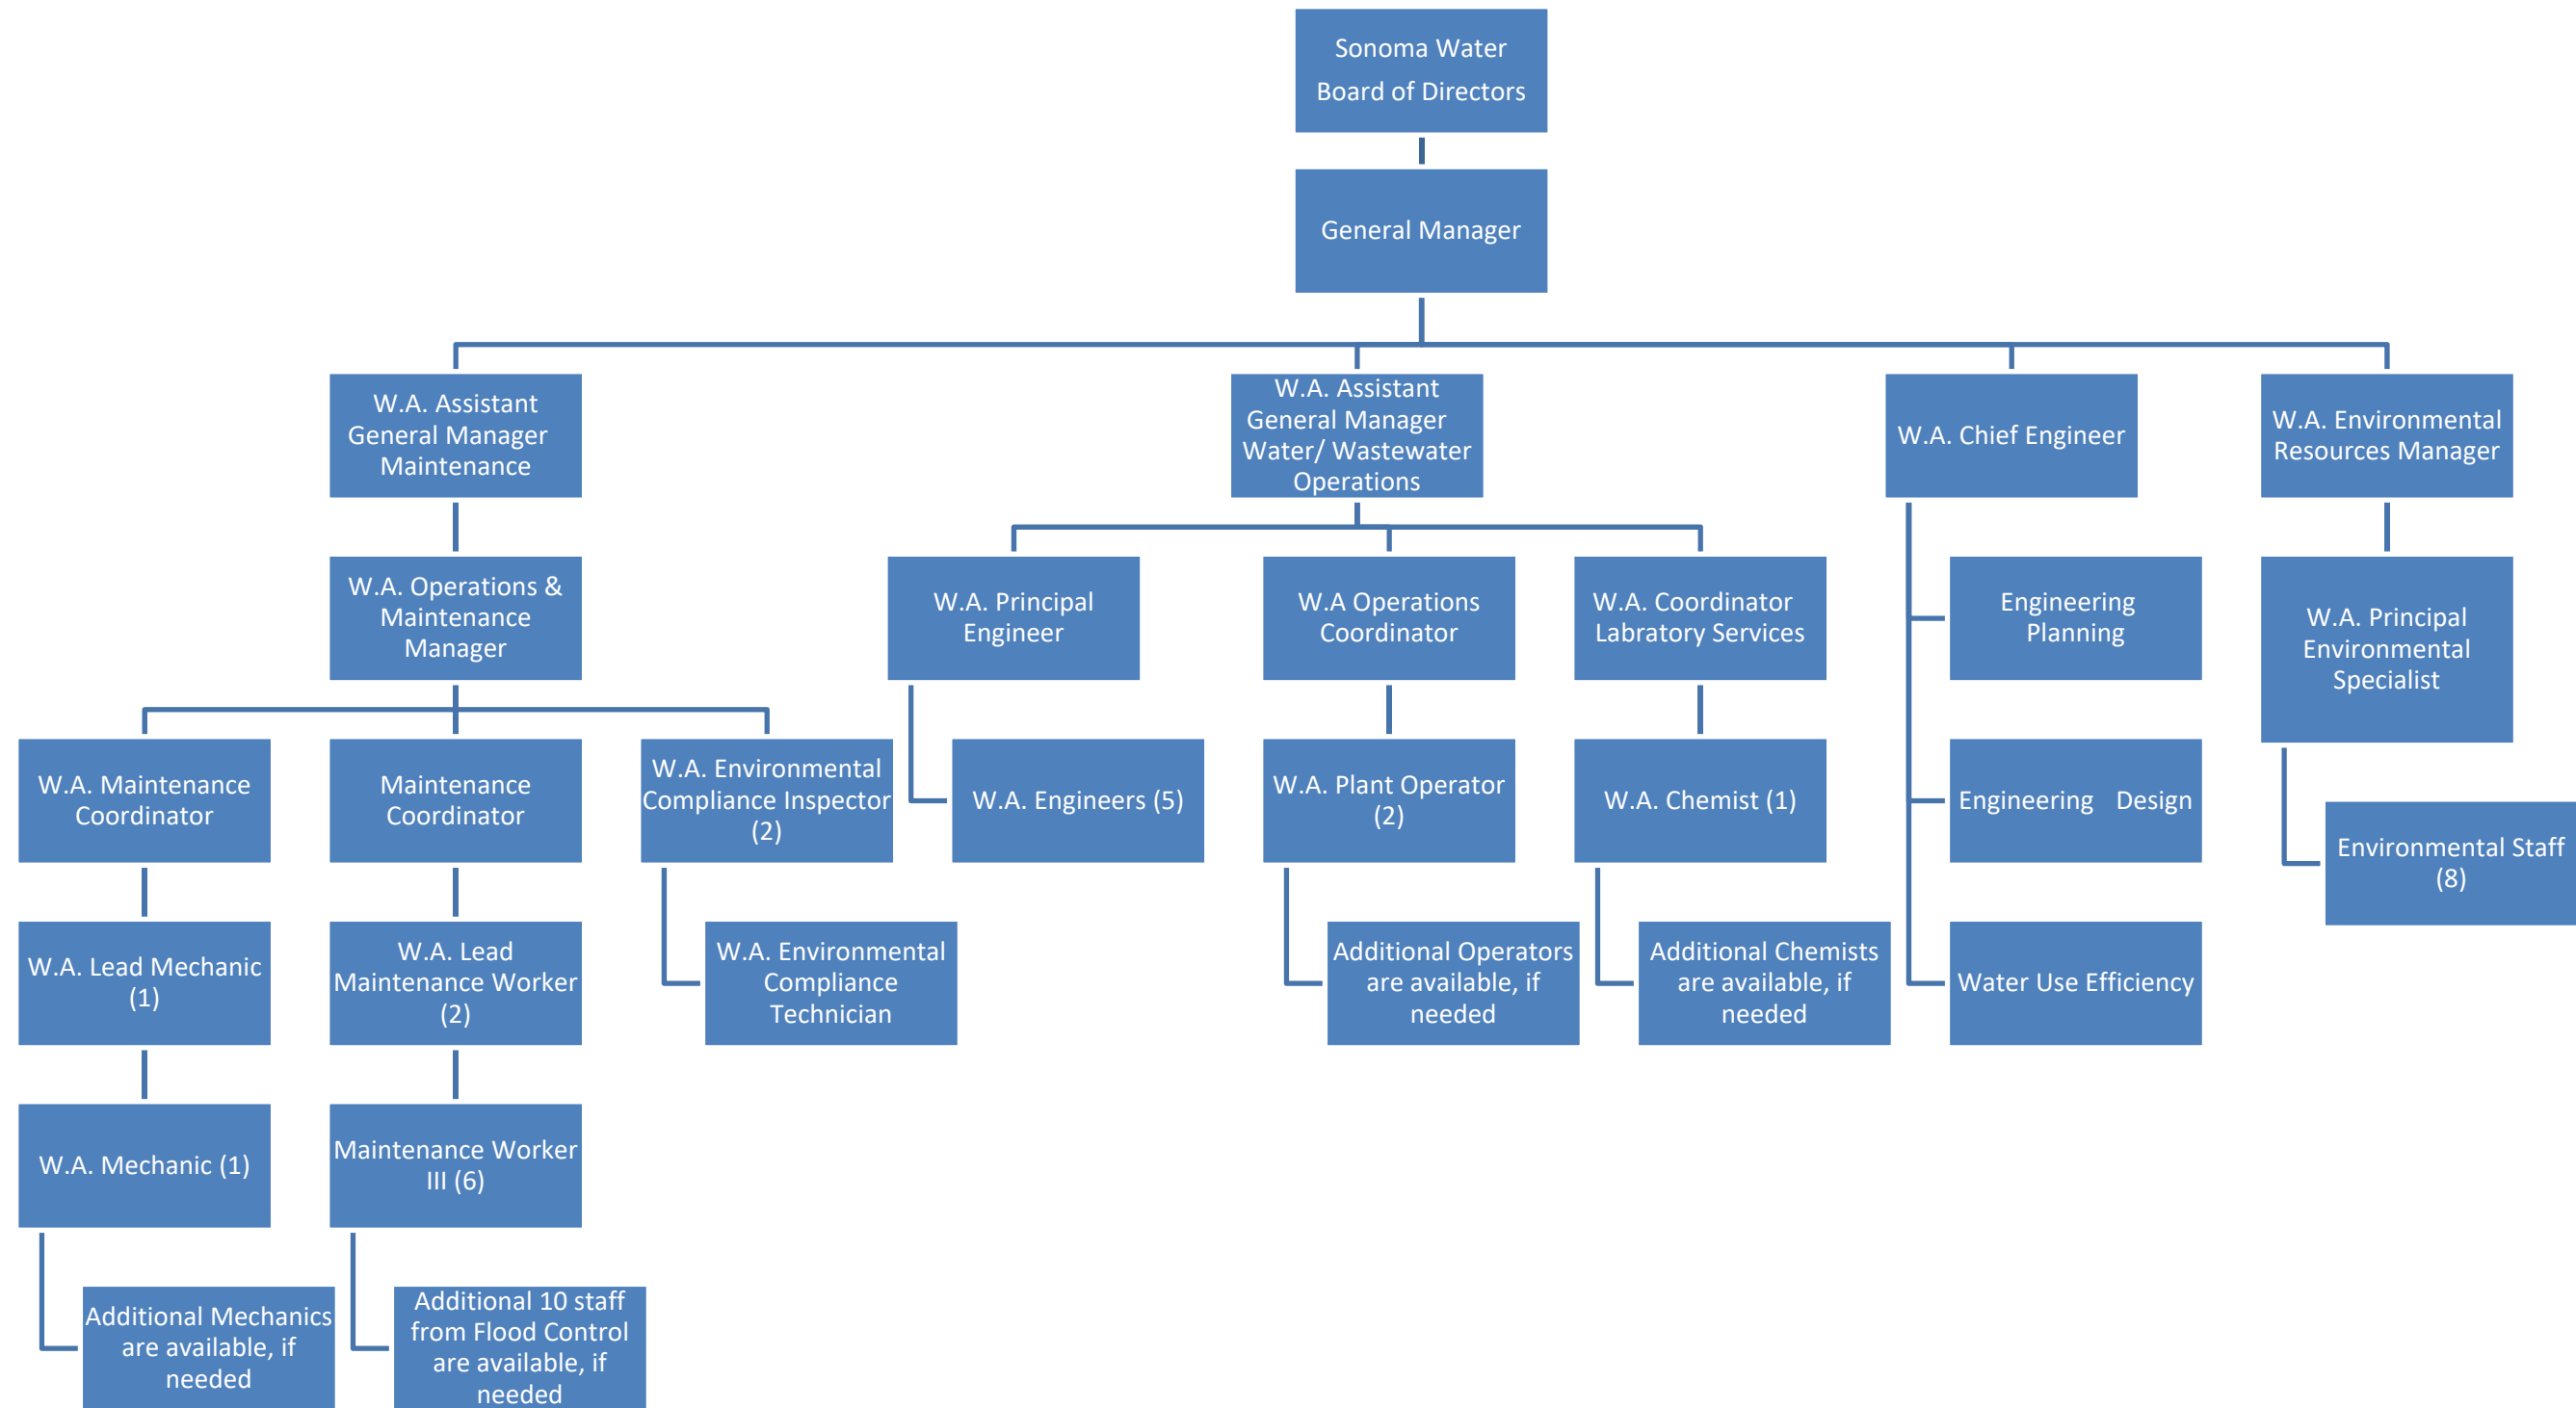 Sonoma Water
Board of Directors
General Manager
W.A. Assistant
General Manager
Maintenance
W.A. Assistant
General Manager
Water/ Wastewater
Operations
W.A. Chief Engineer
W.A. Environmental
Resources Manager
W.A. Operations &
Maintenance
Manager
W.A. Principal
Engineer
W.A Operations
Coordinator
W.A. Coordinator
Labratory Services
Engineering
Planning
W.A. Principal
Environmental
Specialist
W.A. Maintenance
Coordinator
Maintenance
Coordinator
W.A. Environmental
Compliance Inspector
(2)
W.A. Engineers (5)
W.A. Plant Operator
(2)
W.A. Chemist (1)
Engineering Design
Environmental Staff
(8)
W.A. Lead Mechanic
(1)
W.A. Lead
Maintenance Worker
(2)
W.A. Environmental
Compliance
Technician
Additional Operators
are available, if
needed
Additional Chemists
are available, if
needed
Water Use Efficiency
W.A. Mechanic (1)
Maintenance Worker
III (6)
Additional Mechanics
are available, if
needed
Additional 10 staff
from Flood Control
are available, if
needed